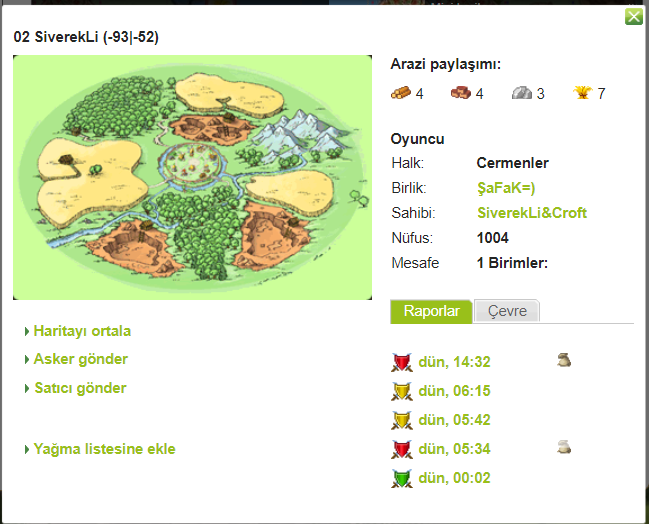 02 SiverekLi (-93|-52)
Arazi paylaşımı:
4 4 3 7
Oyuncu
Halk: Cermenler
Birlik: ŞaFaK=)
Sahibi: SiverekLi&Croft
Nüfus: 1004
Mesafe 1 Birimler:
Raporlar Çevre
Haritayı ortala
Asker gönder
Satıcı gönder
Yağma listesine ekle
dün, 14:32
dün, 06:15
dün, 05:42
dün, 05:34
dün, 00:02